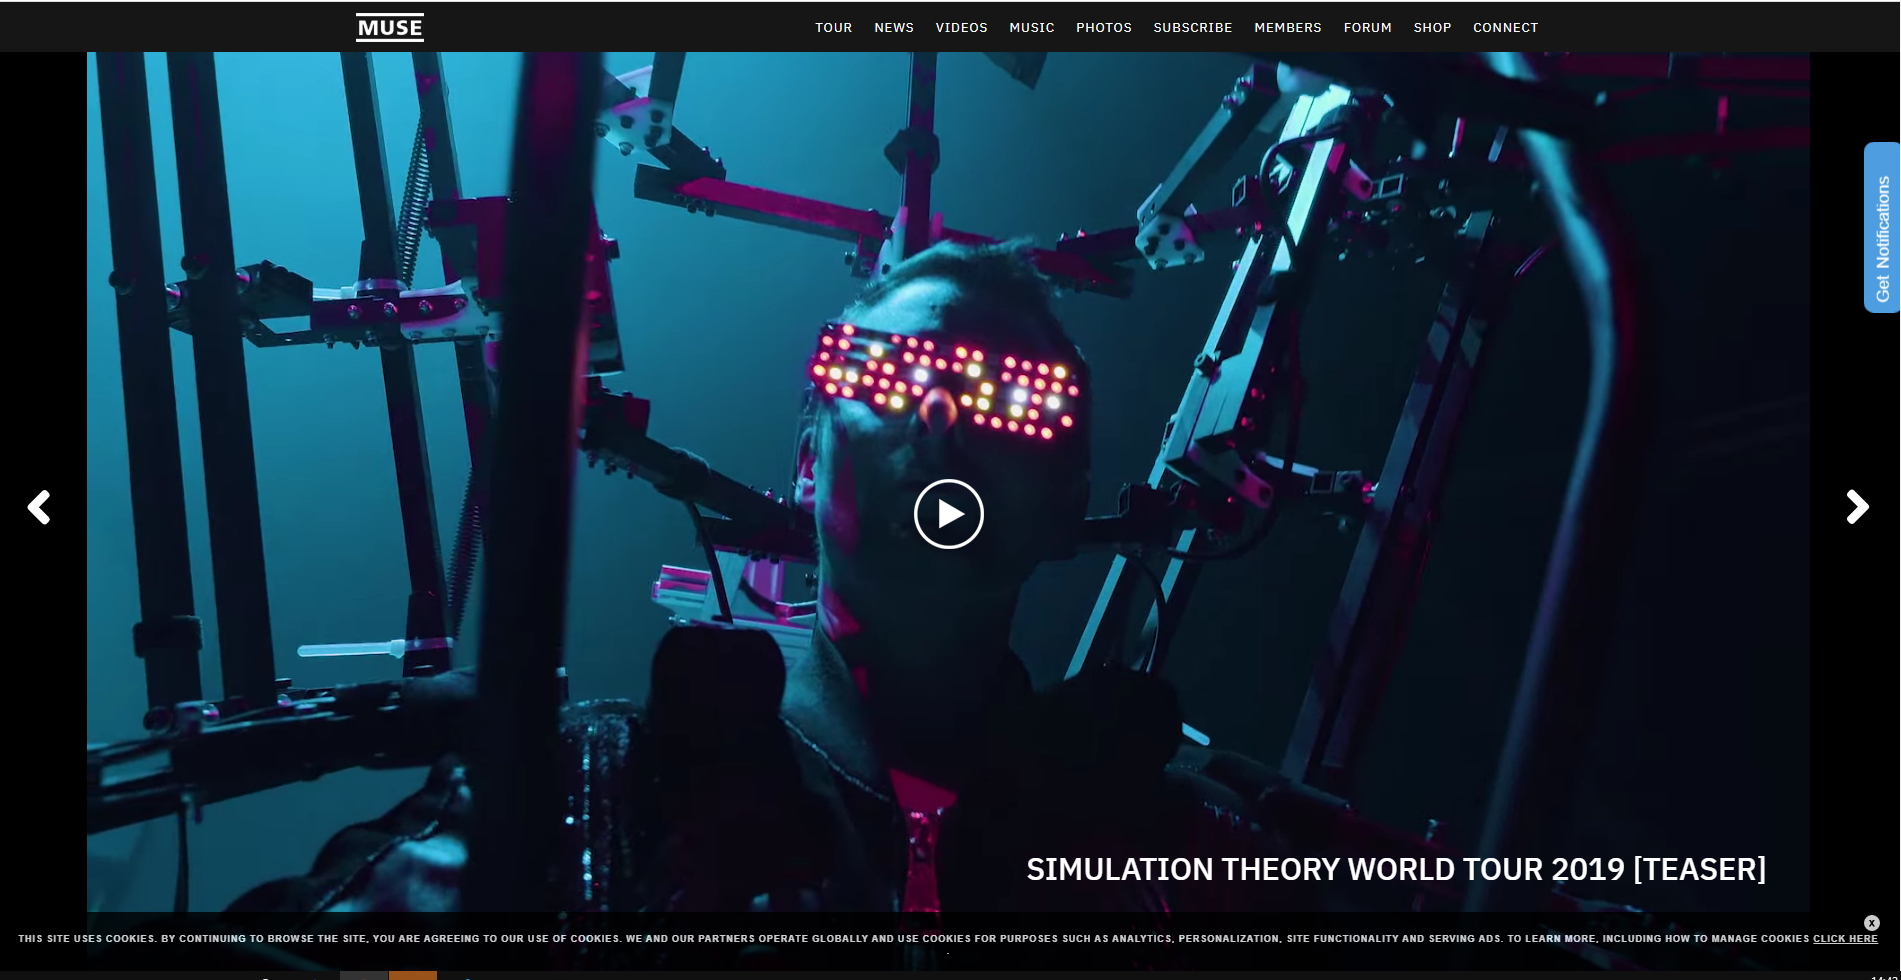 MUSE
TOUR NEWS VIDEOS MUSIC PHOTOS SUBSCRIBE MEMBERS FORUM SHOP CONNECT
Get Notifications
SIMULATION THEORY WORLD TOUR 2019 [TEASER]
x
THIS SITE USES COOKIES. BY CONTINUING TO BROWSE THE SITE, YOU ARE AGREEING TO OUR USE OF COOKIES. WE AND OUR PARTNERS OPERATE GLOBALLY AND USE COOKIES FOR PURPOSES SUCH AS ANALYTICS, PERSONALIZATION, SITE FUNCTIONALITY AND SERVING ADS. TO LEARN MORE, INCLUDING HOW TO MANAGE COOKIES CLICK HERE
.